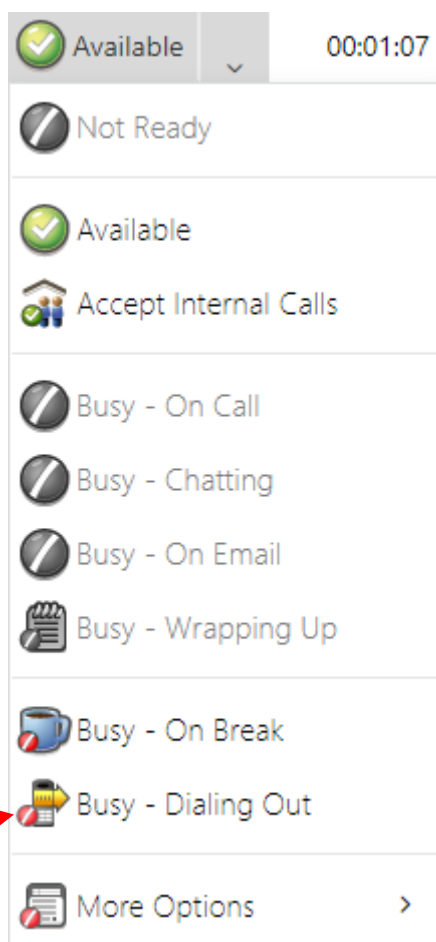 Available 00:01:07
Not Ready
Available
Accept Internal Calls
Busy - On Call
Busy - Chatting
Busy - On Email
Busy - Wrapping Up
Busy - On Break
Busy - Dialing Out
More Options